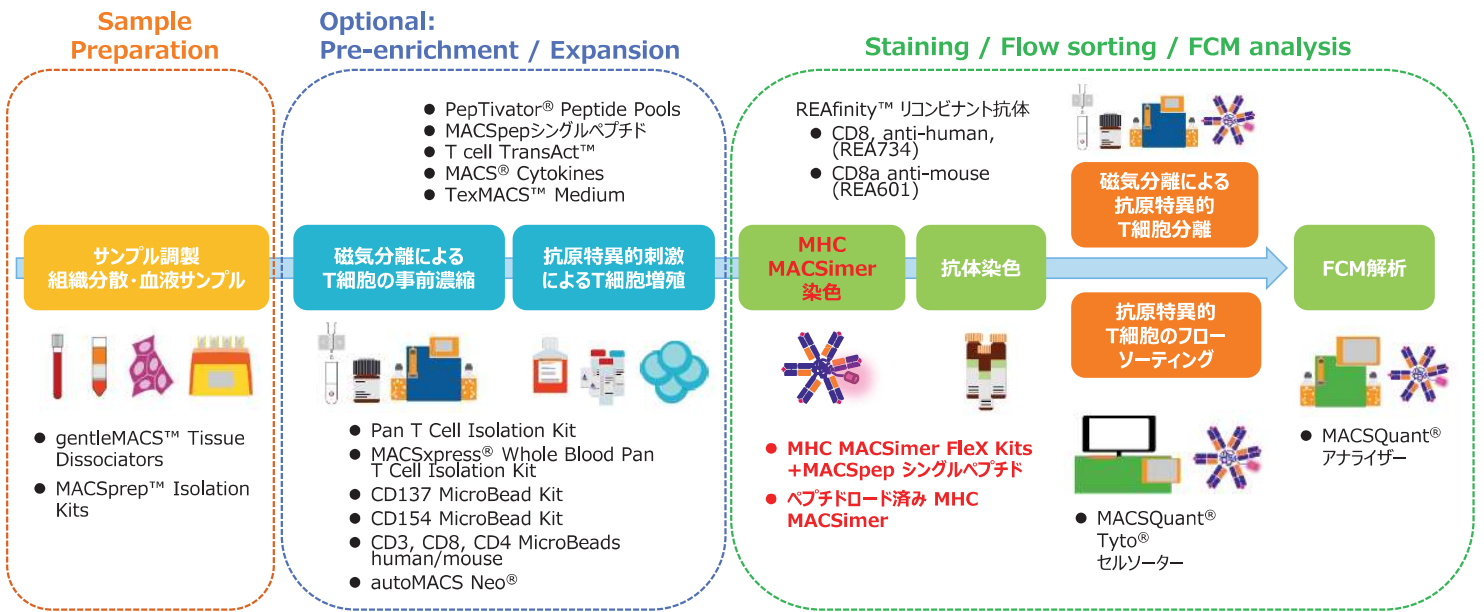 Sample
Preparation
サンプル調製
組織分散・血液サンプル
● gentleMACS™ Tissue
Dissociators
● MACSprep™ Isolation
Kits
Optional:
Pre-enrichment / Expansion
● PepTivator® Peptide Pools
● MACSpepシングルペプチド
● T cell TransAct™
● MACS® Cytokines
● TexMACS™ Medium
磁気分離による
T細胞の事前濃縮
抗原特異的刺激
によるT細胞増殖
● Pan T Cell Isolation Kit
● MACSxpress® Whole Blood Pan
T Cell Isolation Kit
● CD137 MicroBead Kit
● CD154 MicroBead Kit
● CD3, CD8, CD4 MicroBeads
human/mouse
● autoMACS Neo®
Staining / Flow sorting / FCM analysis
REAfinity™ リコンビナント抗体
● CD8, anti-human,
(REA734)
● CD8a anti-mouse
(REA601)
MHC
MACSimer
染色
抗体染色
● MHC MACSimer FleX Kits
+MACSpep シングルペプチド
● ペプチドロード済み MHC
MACSimer
磁気分離による
抗原特異的
T細胞分離
抗原特異的
T細胞のフロー
ソーティング
● MACSQuant®
Tyto®
セルソーター
FCM解析
● MACSQuant®
アナライザー